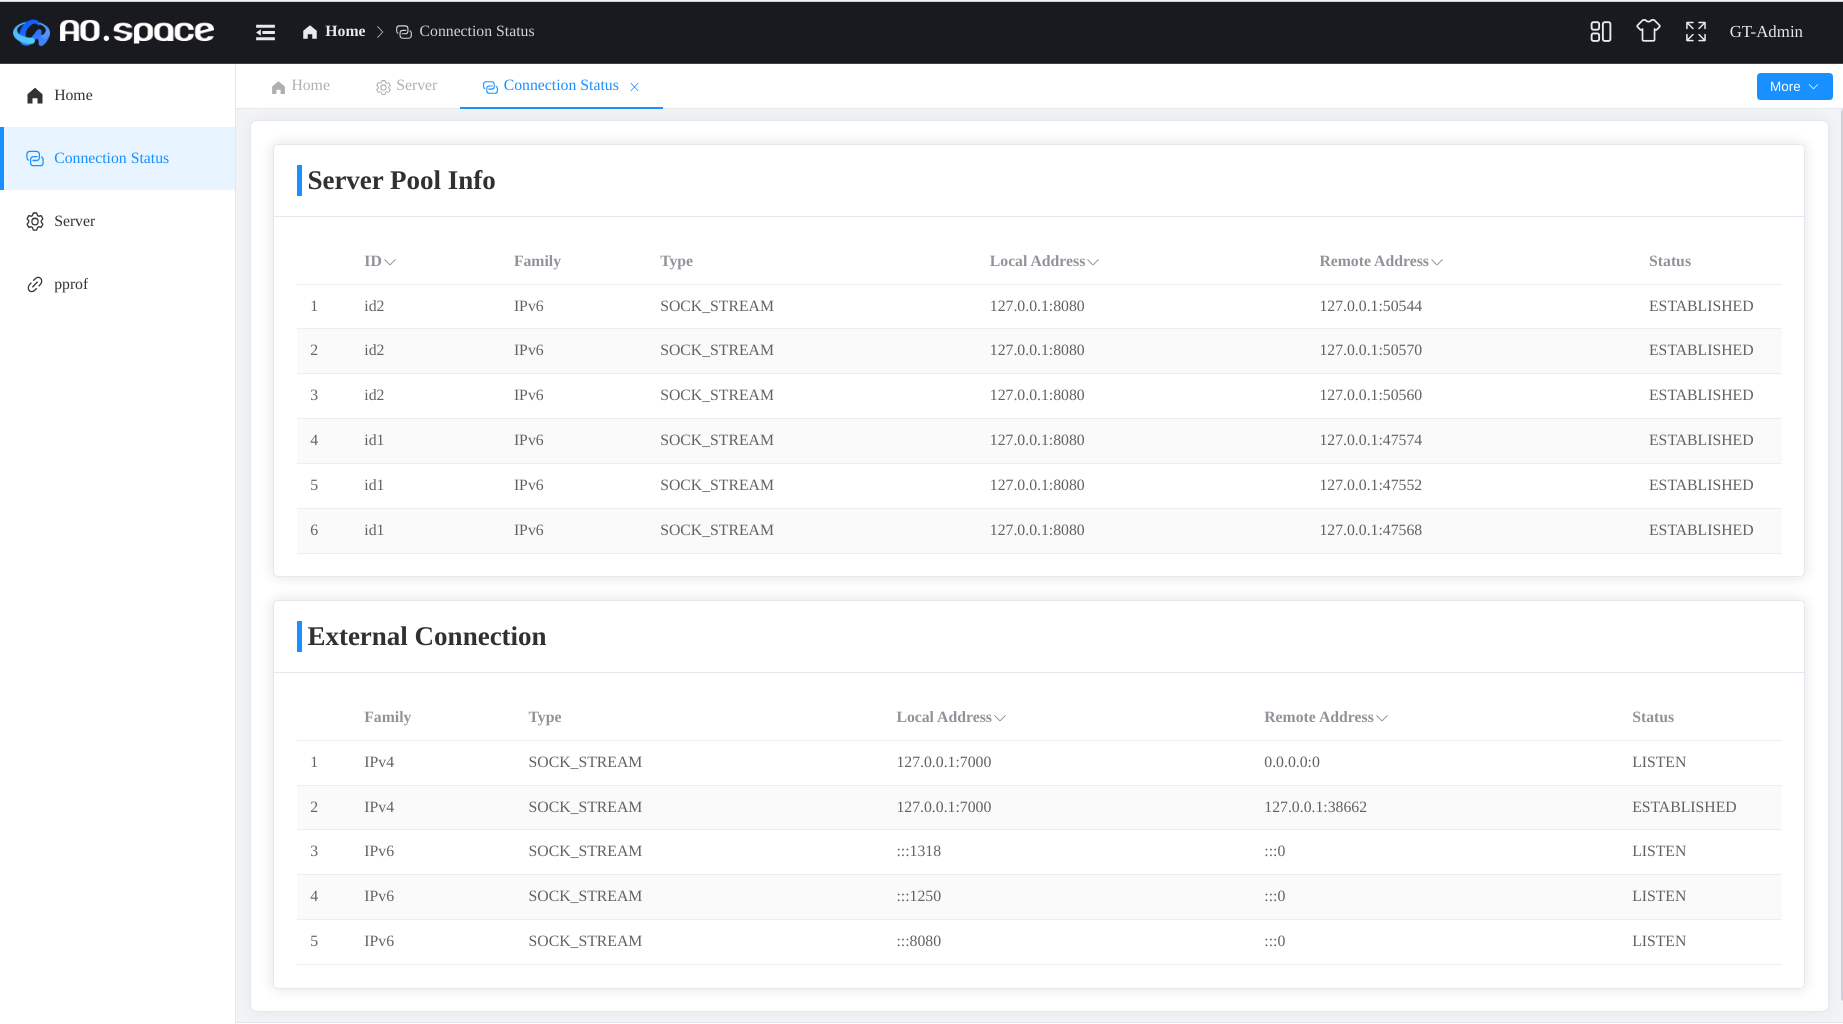 AO.space Home Connection Status GT-Admin
Home Server Connection Status More
Home
Connection Status
Server
pprof
Server Pool Info
ID Family Type Local Address Remote Address Status
1 id2 IPv6 SOCK_STREAM 127.0.0.1:8080 127.0.0.1:50544 ESTABLISHED
2 id2 IPv6 SOCK_STREAM 127.0.0.1:8080 127.0.0.1:50570 ESTABLISHED
3 id2 IPv6 SOCK_STREAM 127.0.0.1:8080 127.0.0.1:50560 ESTABLISHED
4 id1 IPv6 SOCK_STREAM 127.0.0.1:8080 127.0.0.1:47574 ESTABLISHED
5 id1 IPv6 SOCK_STREAM 127.0.0.1:8080 127.0.0.1:47552 ESTABLISHED
6 id1 IPv6 SOCK_STREAM 127.0.0.1:8080 127.0.0.1:47568 ESTABLISHED
External Connection
Family Type Local Address Remote Address Status
1 IPv4 SOCK_STREAM 127.0.0.1:7000 0.0.0.0:0 LISTEN
2 IPv4 SOCK_STREAM 127.0.0.1:7000 127.0.0.1:38662 ESTABLISHED
3 IPv6 SOCK_STREAM :::1318 :::0 LISTEN
4 IPv6 SOCK_STREAM :::1250 :::0 LISTEN
5 IPv6 SOCK_STREAM :::8080 :::0 LISTEN